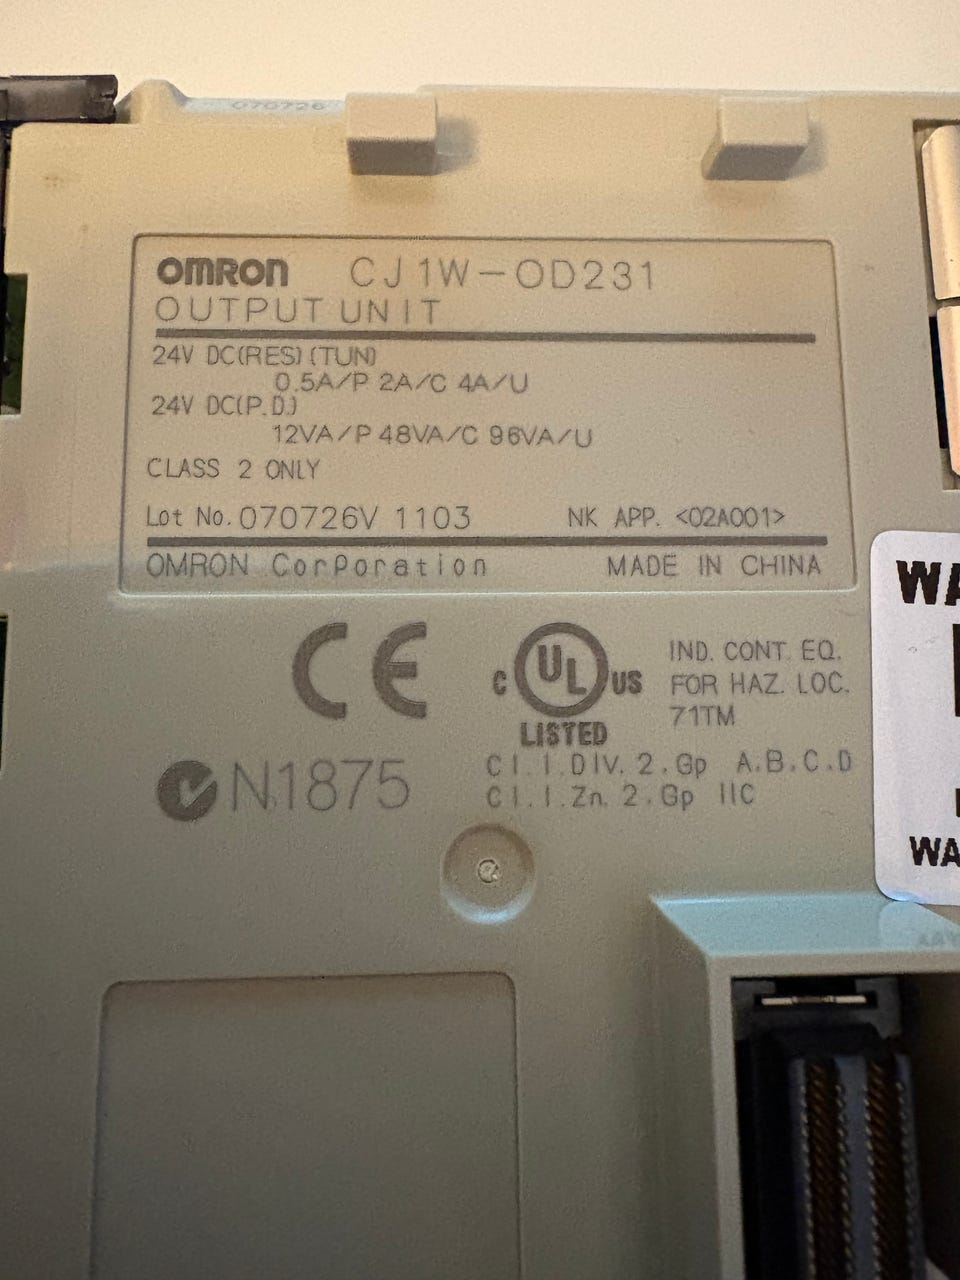 070726
OMRON CJ1W-OD231
OUTPUT UNIT
24V DC(RES)(TUN)
0.5A/P 2A/C 4A/U
24V DC(P.D.)
12VA/P 48VA/C 96VA/U
CLASS 2 ONLY
Lot No. 070726V 1103 NK APP. <02A001>
OMRON Corporation MADE IN CHINA
CE
C UL US
LISTED
IND. CONT. EQ.
FOR HAZ. LOC.
71TM
Cl.I.DIV.2.Gp A.B.C.D
Cl.I.Zn.2.Gp IIC
N1875
WA
WA